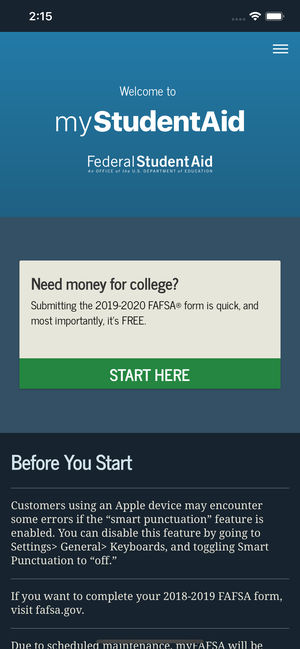 2:15
Welcome to
myStudentAid
Federal Student Aid
An OFFICE of the U.S. DEPARTMENT of EDUCATION
Need money for college?
Submitting the 2019-2020 FAFSA® form is quick, and
most importantly, it's FREE.
START HERE
Before You Start
Customers using an Apple device may encounter
some errors if the “smart punctuation” feature is
enabled. You can disable this feature by going to
Settings> General> Keyboards, and toggling Smart
Punctuation to “off.”
If you want to complete your 2018-2019 FAFSA form,
visit fafsa.gov.
Due to scheduled maintenance, myFAFSA will be